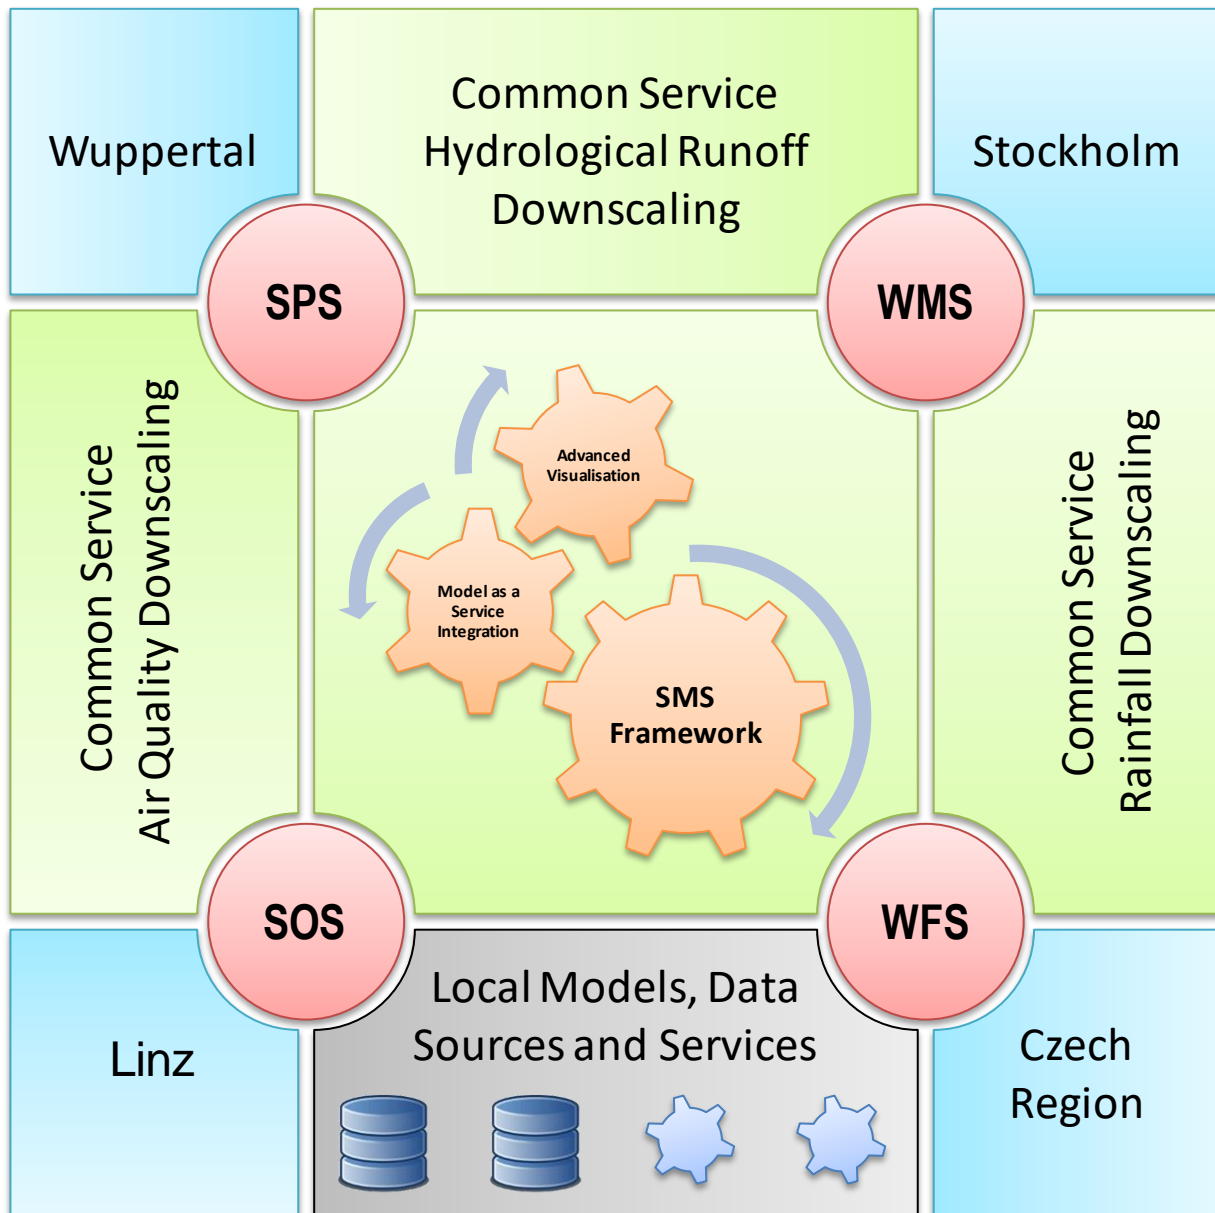 Wuppertal
Common Service
Hydrological Runoff
Downscaling
Stockholm
SPS
WMS
Common Service
Air Quality Downscaling
Advanced
Visualisation
Model as a
Service
Integration
SMS
Framework
Common Service
Rainfall Downscaling
SOS
WFS
Linz
Local Models, Data
Sources and Services
Czech
Region